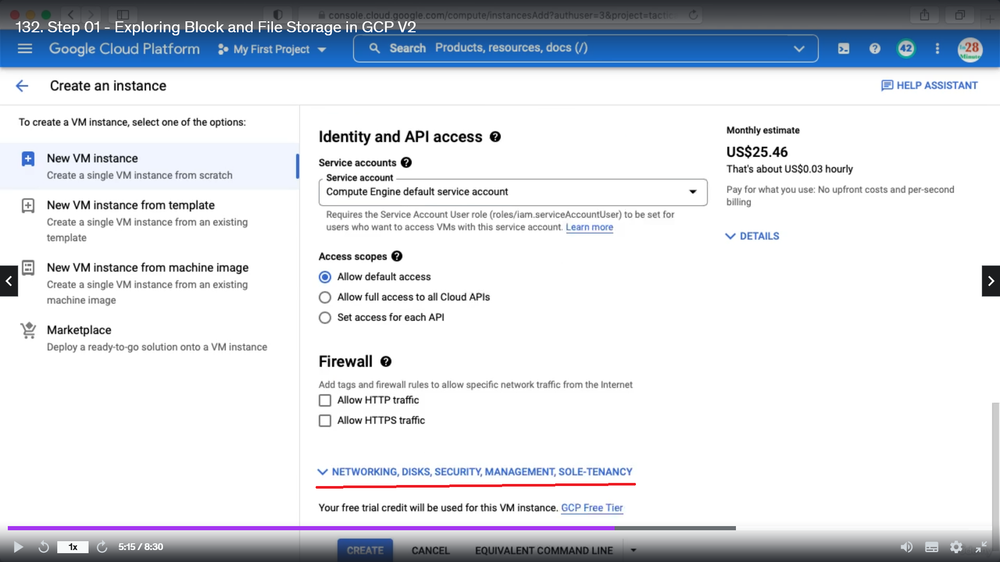 console.cloud.google.com/compute/instancesAdd?authuser=3&project=tactic
132. Step 01 - Exploring Block and File Storage in GCP V2
Google Cloud Platform
My First Project
Search Products, resources, docs (/)
42
in28
Minutes
Create an instance
HELP ASSISTANT
To create a VM instance, select one of the options:
New VM instance
Create a single VM instance from scratch
New VM instance from template
Create a single VM instance from an existing
template
New VM instance from machine image
Create a single VM instance from an existing
machine image
Marketplace
Deploy a ready-to-go solution onto a VM instance
Identity and API access
Service accounts
Service account
Compute Engine default service account
Requires the Service Account User role (roles/iam.serviceAccountUser) to be set for
users who want to access VMs with this service account. Learn more
Access scopes
Allow default access
Allow full access to all Cloud APIs
Set access for each API
Firewall
Add tags and firewall rules to allow specific network traffic from the Internet
Allow HTTP traffic
Allow HTTPS traffic
NETWORKING, DISKS, SECURITY, MANAGEMENT, SOLE-TENANCY
Your free trial credit will be used for this VM instance. GCP Free Tier
Monthly estimate
US$25.46
That's about US$0.03 hourly
Pay for what you use: No upfront costs and per-second
billing
DETAILS
CREATE
CANCEL
EQUIVALENT COMMAND LINE
1x
5:15 / 8:30